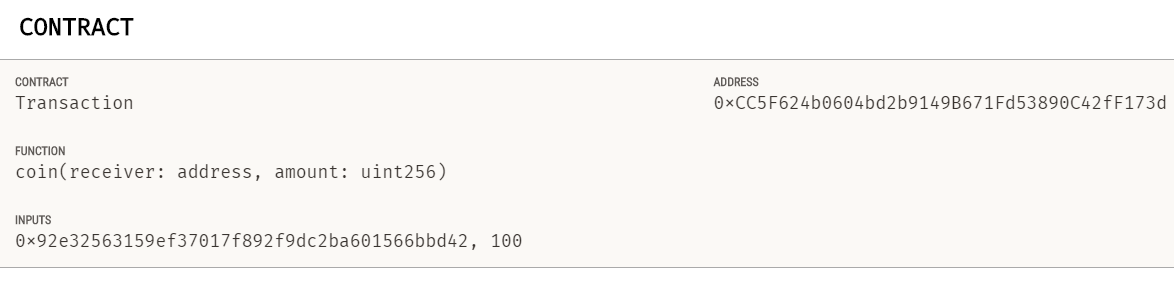 CONTRACT
CONTRACT
Transaction
ADDRESS
0×CC5F624b0604bd2b9149B671Fd53890C42fF173d
FUNCTION
coin(receiver: address, amount: uint256)
INPUTS
0×92e32563159ef37017f892f9dc2ba601566bbd42, 100